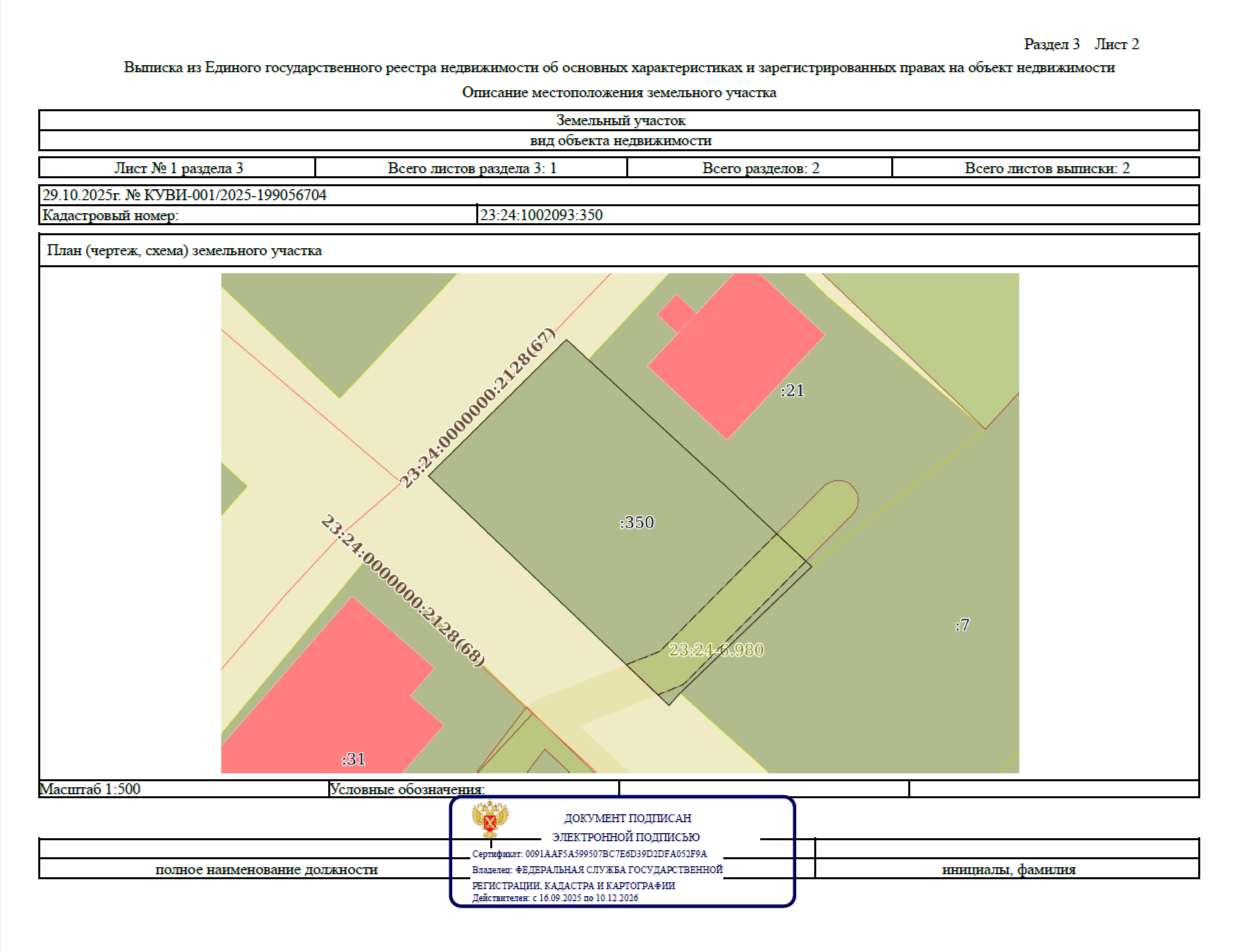 Раздел 3 Лист 2
Выписка из Единого государственного реестра недвижимости об основных характеристиках и зарегистрированных правах на объект недвижимости
Описание местоположения земельного участка
Земельный участок
вид объекта недвижимости
Лист № 1 раздела 3 Всего листов раздела 3: 1 Всего разделов: 2 Всего листов выписки: 2
29.10.2025г. № КУВИ-001/2025-199056704
Кадастровый номер: 23:24:1002093:350
План (чертеж, схема) земельного участка
23:24:0000000:2128(67)
:21
:350
23:24:0000000:2128(68)
:7
23:24-6.980
:31
Масштаб 1:500 Условные обозначения:
ДОКУМЕНТ ПОДПИСАН
ЭЛЕКТРОННОЙ ПОДПИСЬЮ
Сертификат: 0091AAF5A599507BC7E6D39D2DFA052F9A
Владелец: ФЕДЕРАЛЬНАЯ СЛУЖБА ГОСУДАРСТВЕННОЙ
РЕГИСТРАЦИИ, КАДАСТРА И КАРТОГРАФИИ
Действителен: с 16.09.2025 по 10.12.2026
полное наименование должности инициалы, фамилия